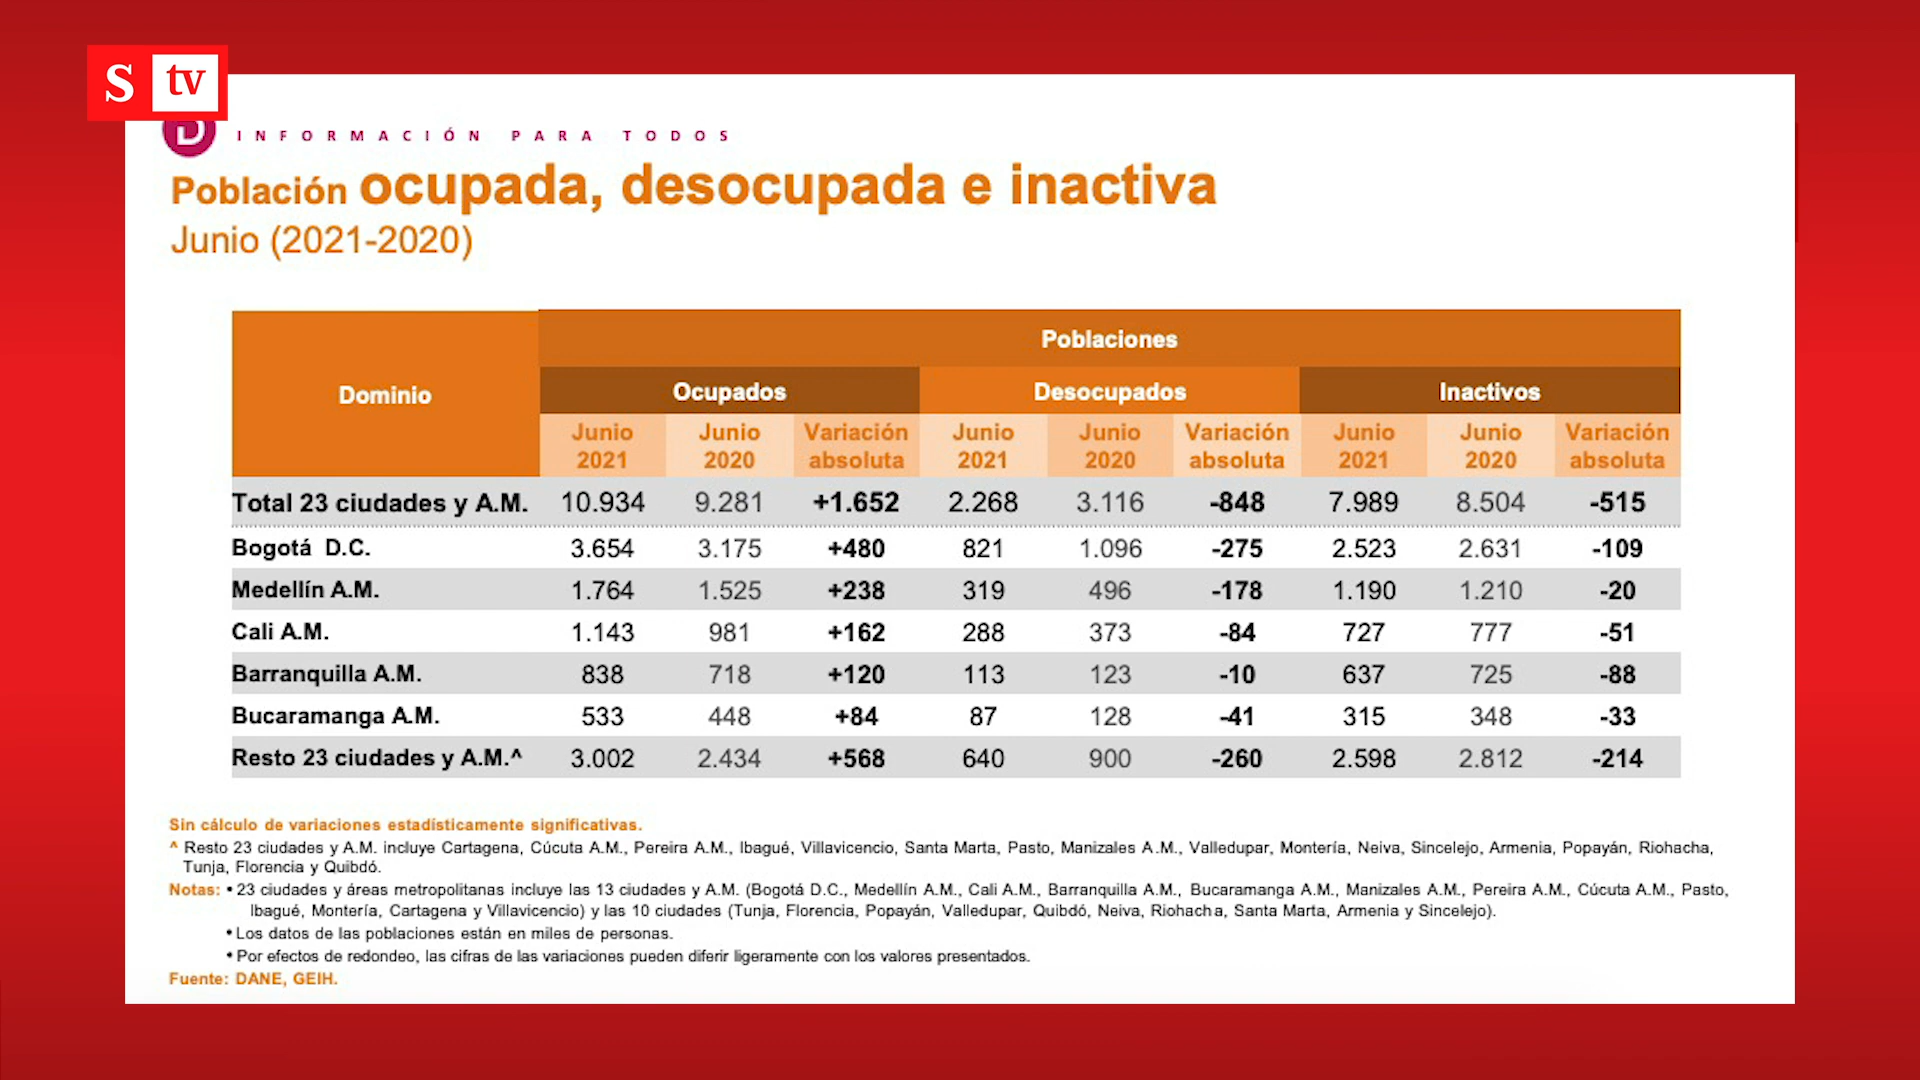 S tv
INFORMACIÓN PARA TODOS
Población ocupada, desocupada e inactiva
Junio (2021-2020)
Poblaciones
Dominio Ocupados Desocupados Inactivos
Junio 2021 Junio 2020 Variación absoluta Junio 2021 Junio 2020 Variación absoluta Junio 2021 Junio 2020 Variación absoluta
Total 23 ciudades y A.M. 10.934 9.281 +1.652 2.268 3.116 -848 7.989 8.504 -515
Bogotá D.C. 3.654 3.175 +480 821 1.096 -275 2.523 2.631 -109
Medellín A.M. 1.764 1.525 +238 319 496 -178 1.190 1.210 -20
Cali A.M. 1.143 981 +162 288 373 -84 727 777 -51
Barranquilla A.M. 838 718 +120 113 123 -10 637 725 -88
Bucaramanga A.M. 533 448 +84 87 128 -41 315 348 -33
Resto 23 ciudades y A.M.^ 3.002 2.434 +568 640 900 -260 2.598 2.812 -214
Sin cálculo de variaciones estadísticamente significativas.
^ Resto 23 ciudades y A.M. incluye Cartagena, Cúcuta A.M., Pereira A.M., Ibagué, Villavicencio, Santa Marta, Pasto, Manizales A.M., Valledupar, Montería, Neiva, Sincelejo, Armenia, Popayán, Riohacha,
Tunja, Florencia y Quibdó.
Notas: • 23 ciudades y áreas metropolitanas incluye las 13 ciudades y A.M. (Bogotá D.C., Medellín A.M., Cali A.M., Barranquilla A.M., Bucaramanga A.M., Manizales A.M., Pereira A.M., Cúcuta A.M., Pasto,
Ibagué, Montería, Cartagena y Villavicencio) y las 10 ciudades (Tunja, Florencia, Popayán, Valledupar, Quibdó, Neiva, Riohacha, Santa Marta, Armenia y Sincelejo).
• Los datos de las poblaciones están en miles de personas.
• Por efectos de redondeo, las cifras de las variaciones pueden diferir ligeramente con los valores presentados.
Fuente: DANE, GEIH.